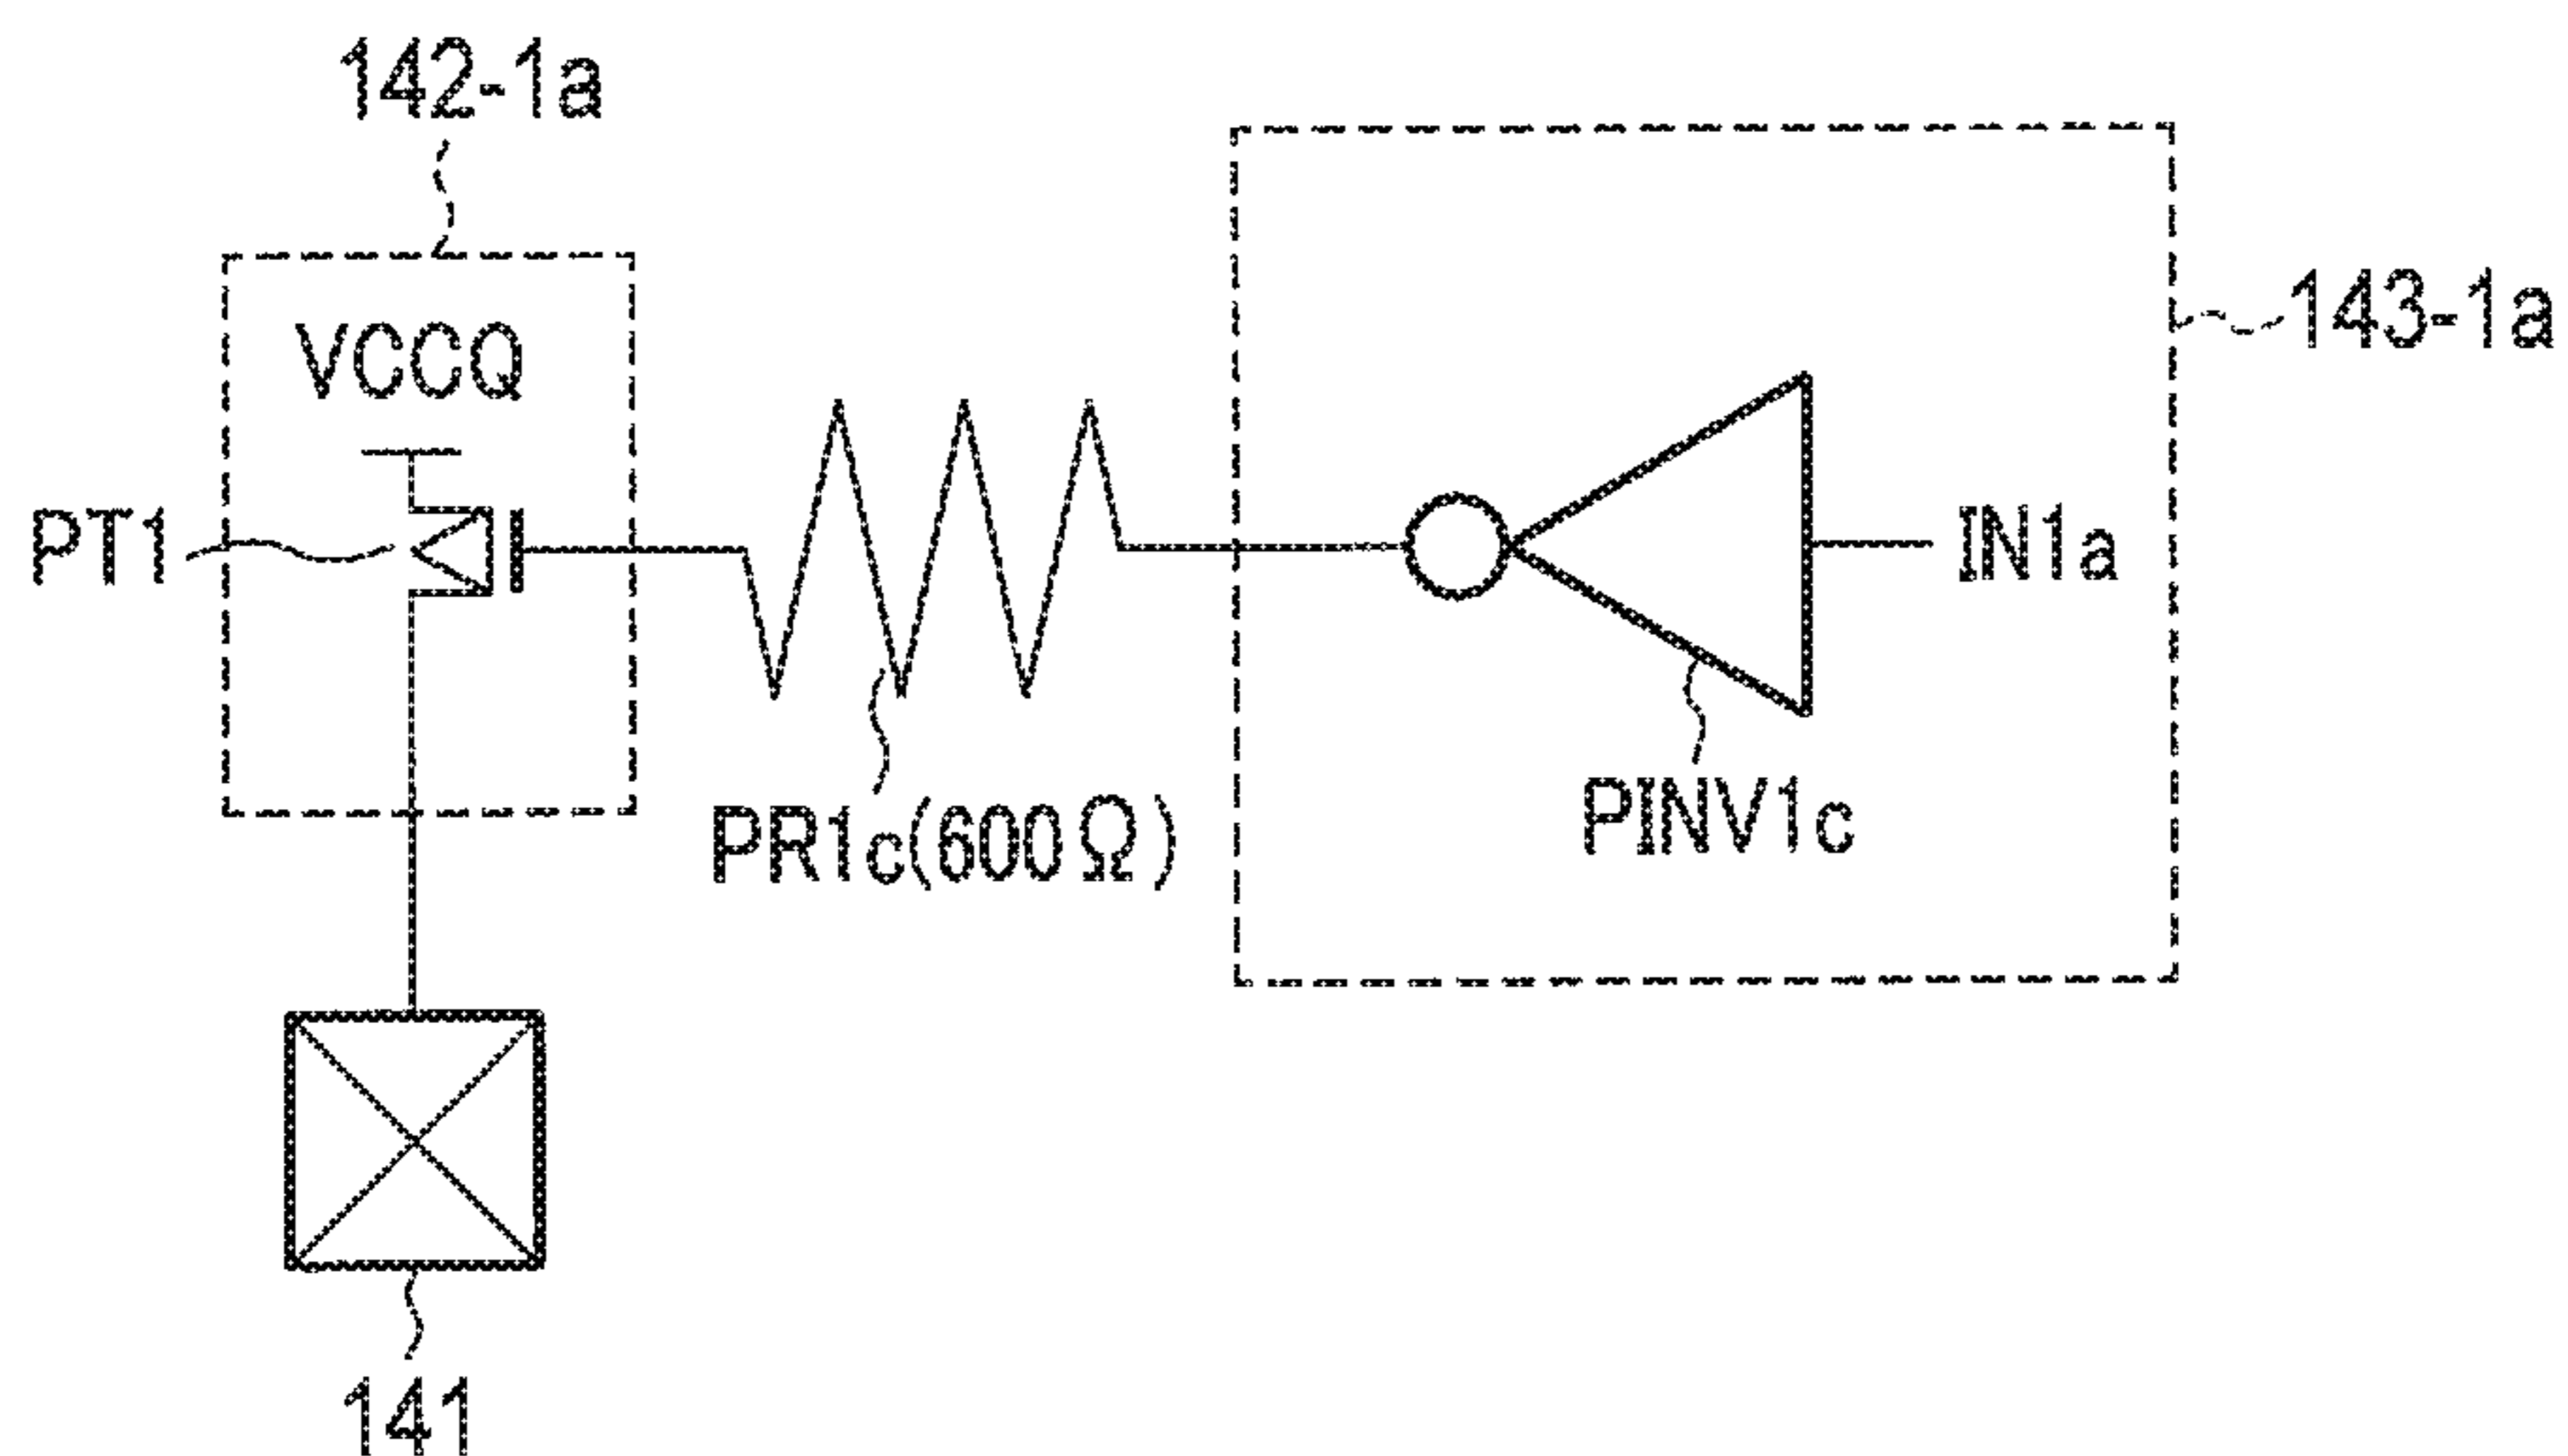 142-1a
VCCQ
143-1a
PT1
IN1a
PR1c(600Ω)
PINV1c
141